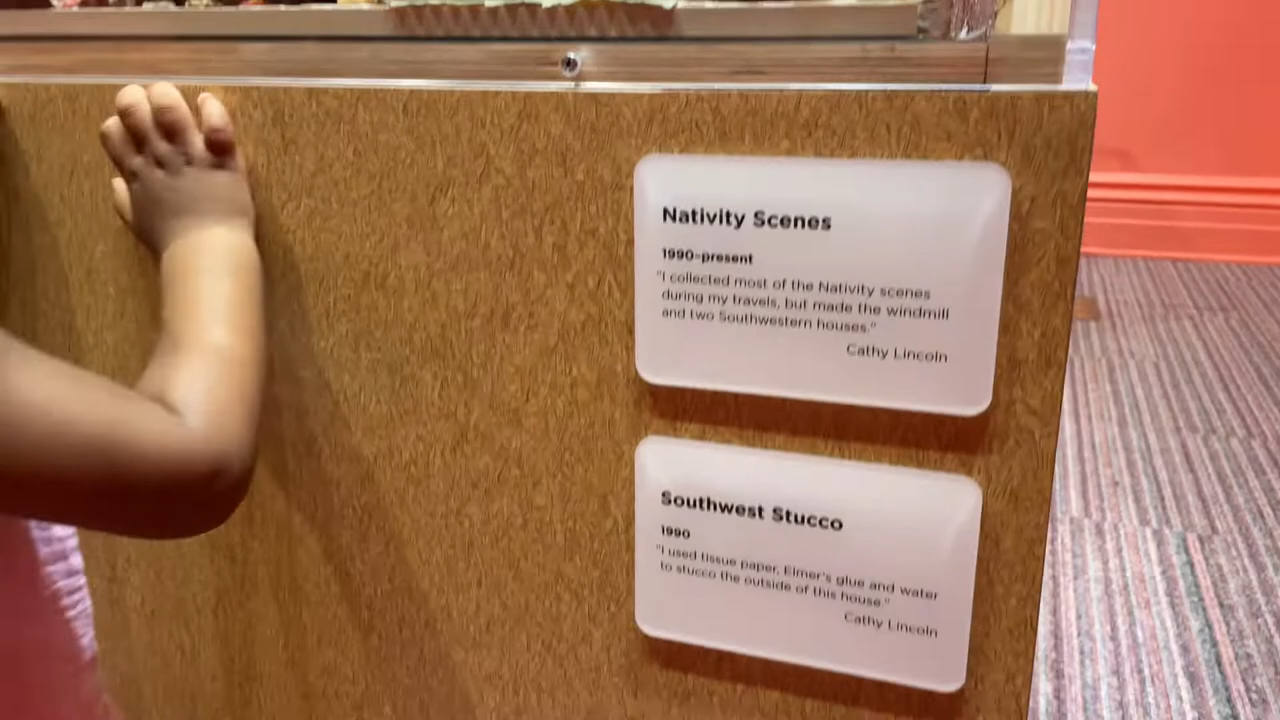 Nativity Scenes
1990-present
"I collected most of the Nativity scenes
during my travels, but made the windmill
and two Southwestern houses."
Cathy Lincoln
Southwest Stucco
1990
"I used tissue paper, Elmer's glue and water
to stucco the outside of this house."
Cathy Lincoln